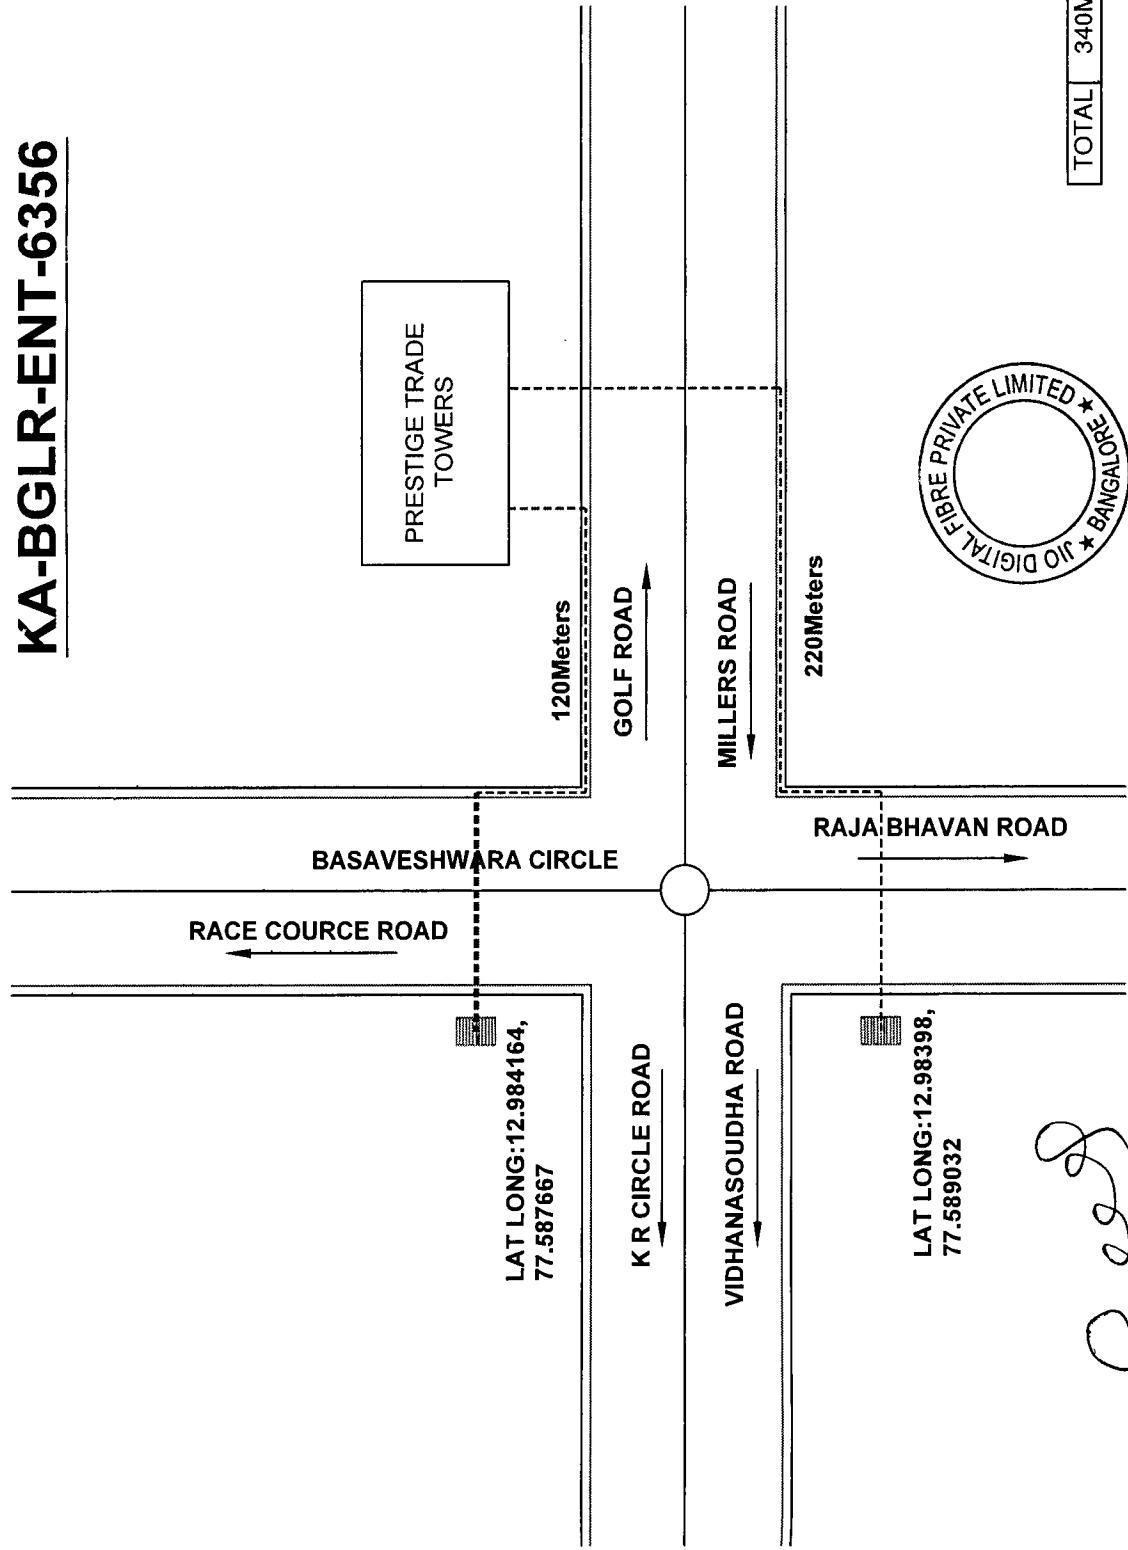 KA-BGLR-ENT-6356
PRESTIGE TRADE
TOWERS
120Meters
GOLF ROAD
MILLERS ROAD
220Meters
BASAVESHWARA CIRCLE
RAJA BHAVAN ROAD
RACE COURCE ROAD
LAT LONG:12.984164,
77.587667
K R CIRCLE ROAD
VIDHANASOUDHA ROAD
LAT LONG:12.98398,
77.589032
JIO DIGITAL FIBRE PRIVATE LIMITED ★ BANGALORE ★
TOTAL 340M